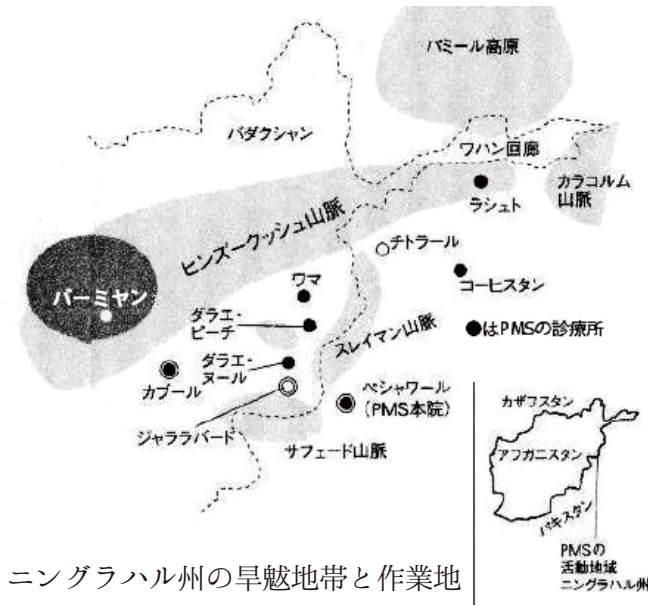 パミール高原
バダクシャン
ワハン回廊
カラコルム
山脈
ラシュト
ヒンズークッシュ山脈
チトラール
バーミヤン
ワマ
コーヒスタン
ダラエ・
ピーチ
スレイマン山脈
●はPMSの診療所
ダラエ・
ヌール
カブール
ペシャワール
(PMS本院)
ジャララバード
サフェード山脈
カザフスタン
アフガニスタン
パキスタン
PMSの
活動地域
ニングラハル州
ニングラハル州の旱魃地帯と作業地